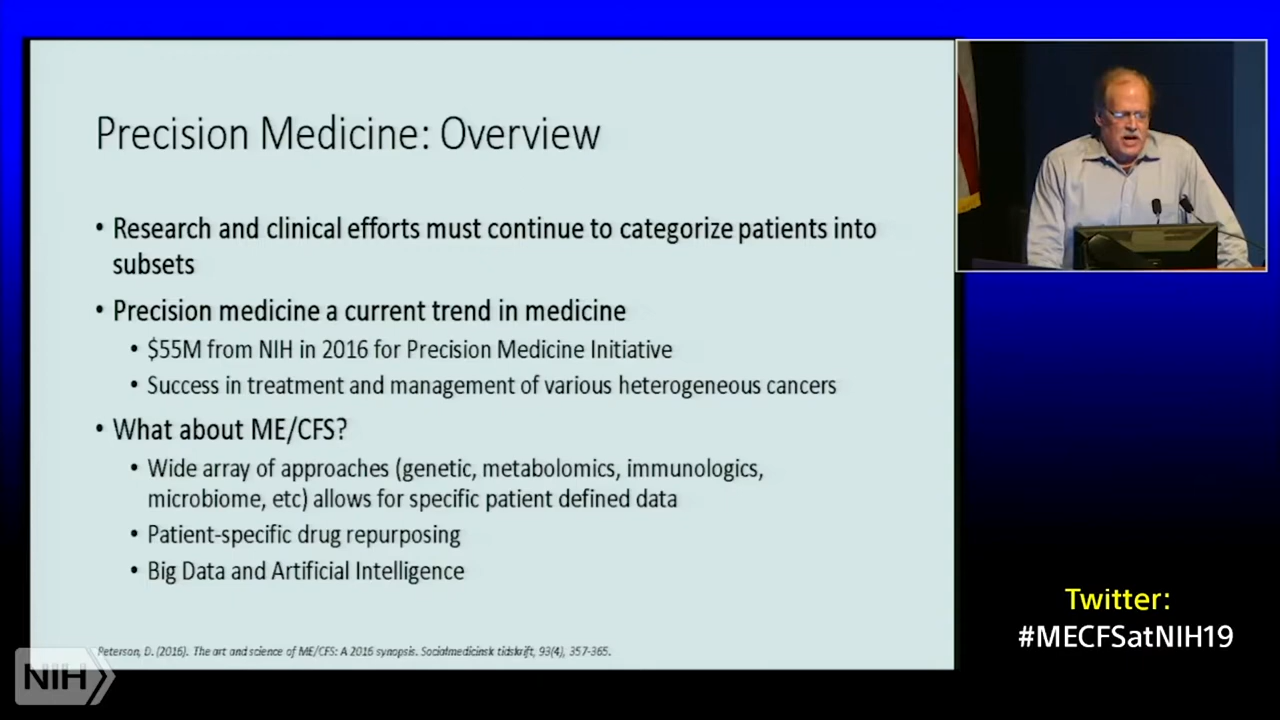 Precision Medicine: Overview
• Research and clinical efforts must continue to categorize patients into
subsets
• Precision medicine a current trend in medicine
• $55M from NIH in 2016 for Precision Medicine Initiative
• Success in treatment and management of various heterogeneous cancers
• What about ME/CFS?
• Wide array of approaches (genetic, metabolomics, immunologics,
microbiome, etc) allows for specific patient defined data
• Patient-specific drug repurposing
• Big Data and Artificial Intelligence
Peterson, D. (2016). The art and science of ME/CFS: A 2016 synopsis. Socialmedicinsk tidskrift, 93(4), 357-365.
NIH
Twitter:
#MECFSatNIH19